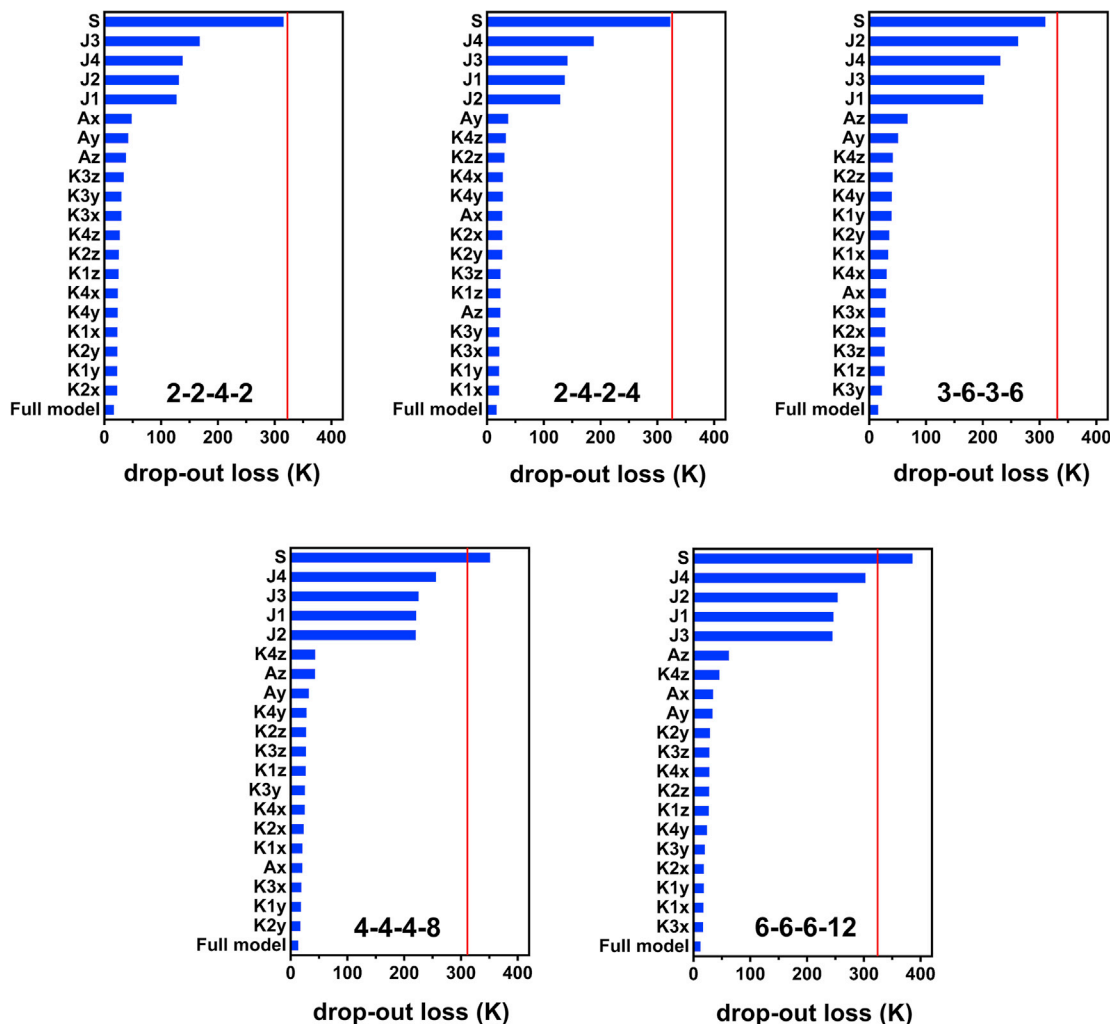 S
J3
J4
J2
J1
Ax
Ay
Az
K3z
K3y
K3x
K4z
K2z
K1z
K4x
K4y
K1x
K2y
K1y
K2x
Full model
2-2-4-2
0 100 200 300 400
drop-out loss (K)
S
J4
J3
J1
J2
Ay
K4z
K2z
K4x
K4y
Ax
K2x
K2y
K3z
K1z
Az
K3y
K3x
K1y
K1x
Full model
2-4-2-4
0 100 200 300 400
drop-out loss (K)
S
J2
J4
J3
J1
Az
Ay
K4z
K2z
K4y
K1y
K2y
K1x
K4x
Ax
K3x
K2x
K3z
K1z
K3y
Full model
3-6-3-6
0 100 200 300 400
drop-out loss (K)
S
J4
J3
J1
J2
K4z
Az
Ay
K4y
K2z
K3z
K1z
K3y
K4x
K2x
K1x
Ax
K3x
K1y
K2y
Full model
4-4-4-8
0 100 200 300 400
drop-out loss (K)
S
J4
J2
J1
J3
Az
K4z
Ax
Ay
K2y
K3z
K4x
K2z
K1z
K4y
K3y
K2x
K1y
K1x
K3x
Full model
6-6-6-12
0 100 200 300 400
drop-out loss (K)